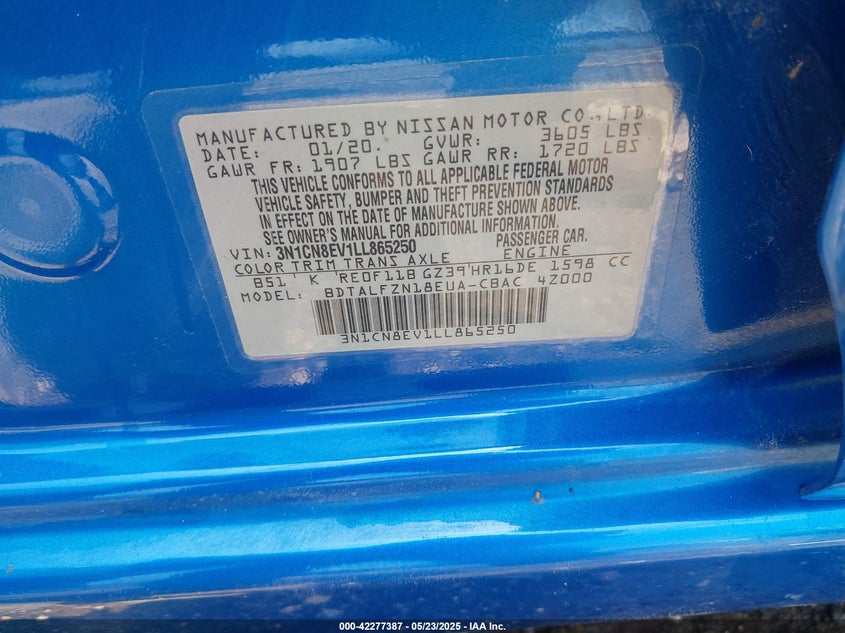 MANUFACTURED BY NISSAN MOTOR CO., LTD.
DATE: 01/20. GVWR: 3605 LBS
GAWR FR: 1907 LBS GAWR RR: 1720 LBS
THIS VEHICLE CONFORMS TO ALL APPLICABLE FEDERAL MOTOR
VEHICLE SAFETY, BUMPER AND THEFT PREVENTION STANDARDS
IN EFFECT ON THE DATE OF MANUFACTURE SHOWN ABOVE.
SEE OWNER'S MANUAL FOR ADDITIONAL INFORMATION.
VIN: 3N1CN8EV1LL865250 PASSENGER CAR.
COLOR TRIM TRANS AXLE ENGINE
B51 K RE0F11B GZ39 HR16DE 1598 CC
MODEL: BDTALFZN18EUA-CBAC 4Z000
3N1CN8EV1LL865250
000-42277387 - 05/23/2025 - IAA Inc.